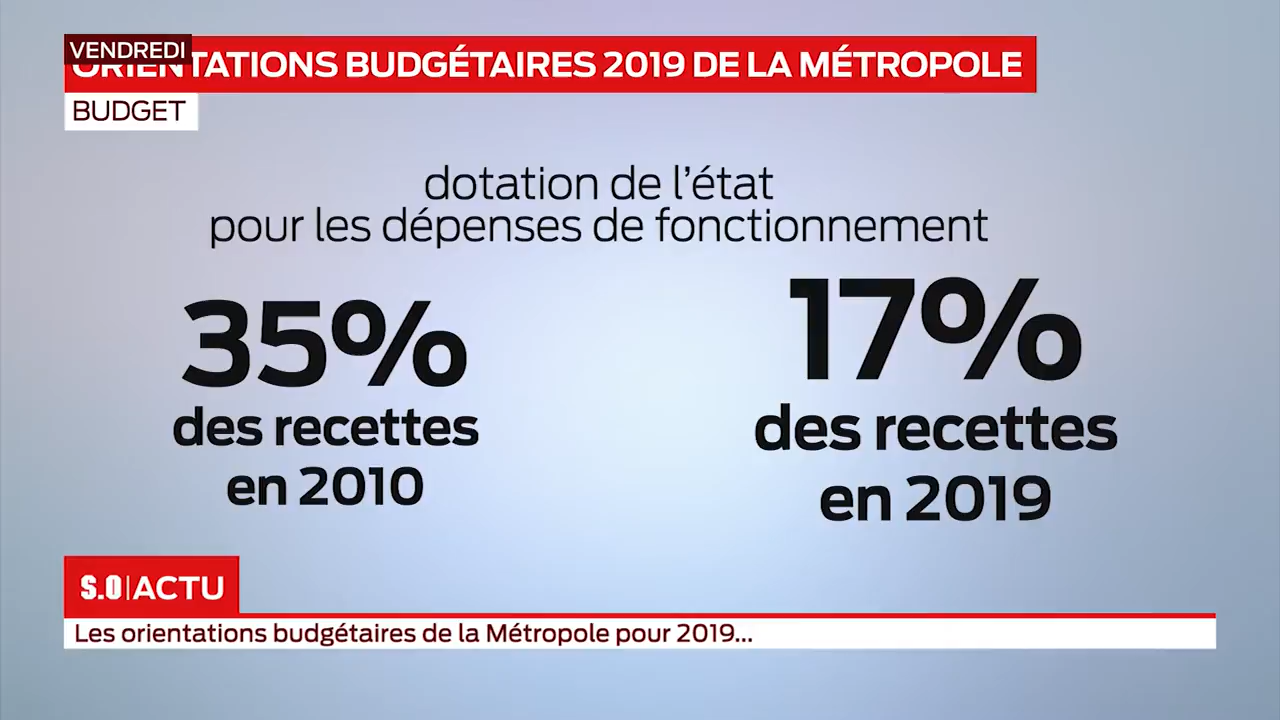 VENDREDI
ORIENTATIONS BUDGÉTAIRES 2019 DE LA MÉTROPOLE
BUDGET
dotation de l’état
pour les dépenses de fonctionnement
35%
des recettes
en 2010
17%
des recettes
en 2019
S.O|ACTU
Les orientations budgétaires de la Métropole pour 2019...